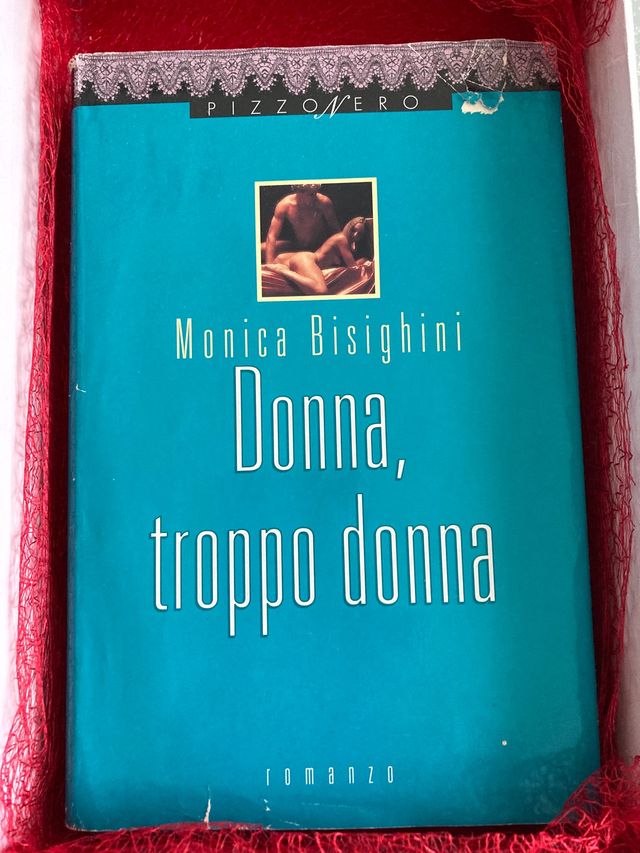 PIZZONERO
Monica Bisighini
Donna,
troppo donna
romanzo